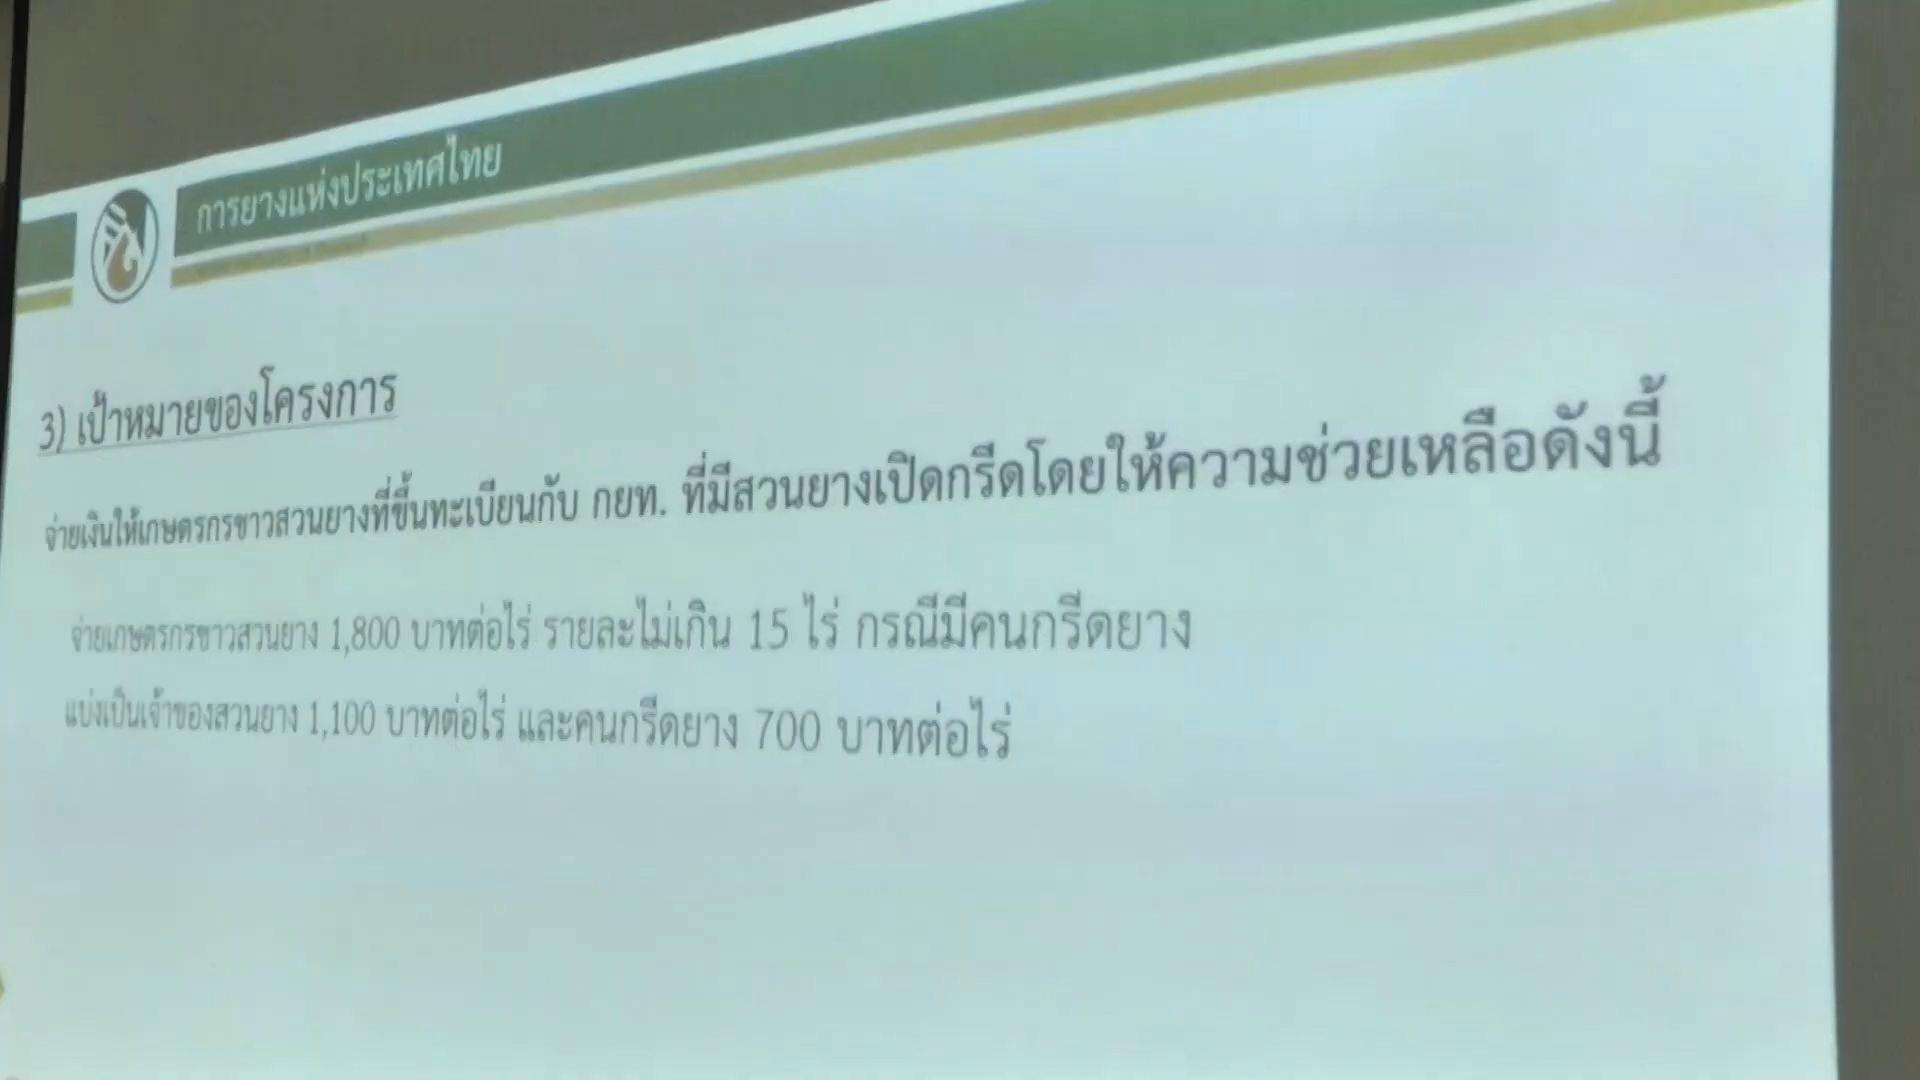 การยางแห่งประเทศไทย
3) เป้าหมายของโครงการ
จ่ายเงินให้เกษตรกรชาวสวนยางที่ขึ้นทะเบียนกับ กยท. ที่มีสวนยางเปิดกรีดโดยให้ความช่วยเหลือดังนี้
จ่ายเกษตรกรชาวสวนยาง 1,800 บาทต่อไร่ รายละไม่เกิน 15 ไร่ กรณีมีคนกรีดยาง
แบ่งเป็นเจ้าของสวนยาง 1,100 บาทต่อไร่ และคนกรีดยาง 700 บาทต่อไร่